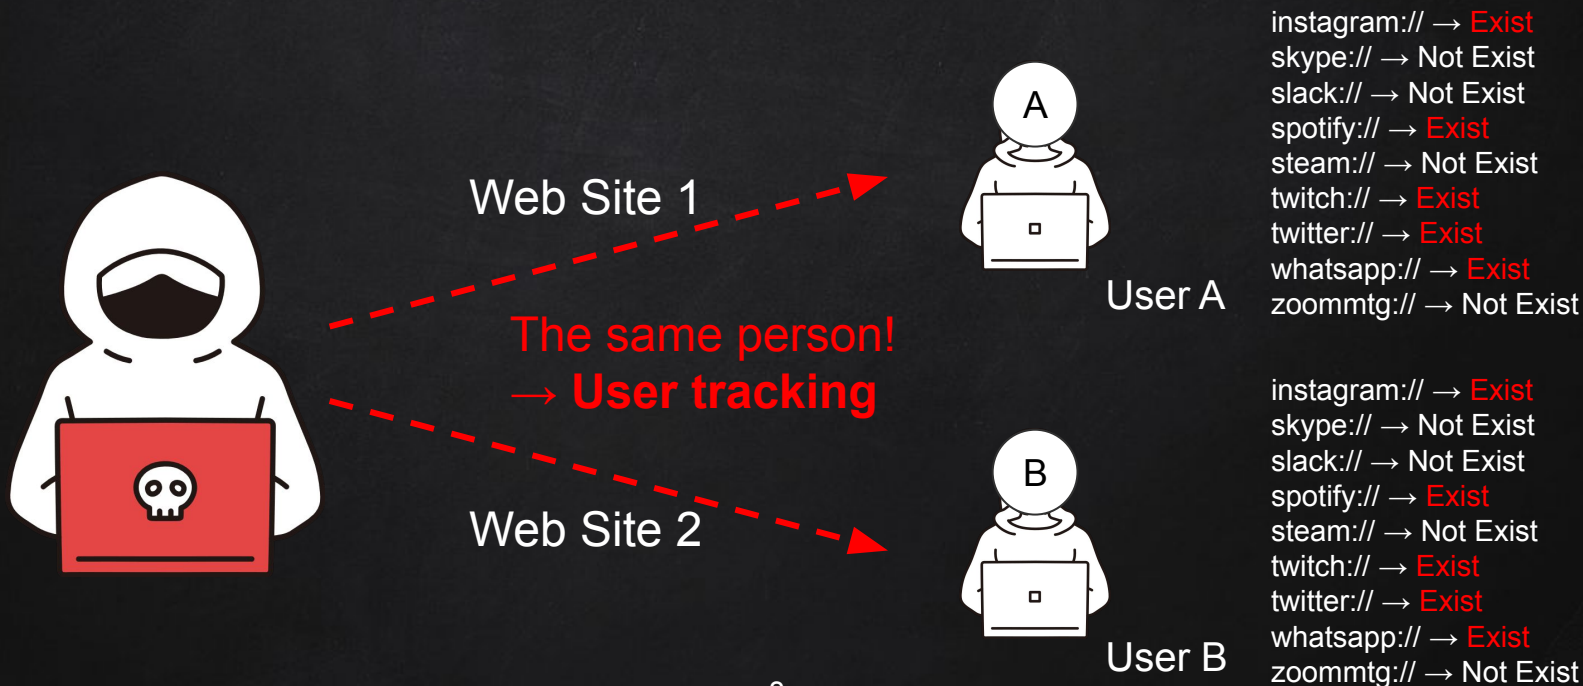 instagram:// → Exist
skype:// → Not Exist
slack:// → Not Exist
spotify:// → Exist
steam:// → Not Exist
twitch:// → Exist
twitter:// → Exist
whatsapp:// → Exist
zoommtg:// → Not Exist
A
User A
Web Site 1
The same person!
→ User tracking
Web Site 2
instagram:// → Exist
skype:// → Not Exist
slack:// → Not Exist
spotify:// → Exist
steam:// → Not Exist
twitch:// → Exist
twitter:// → Exist
whatsapp:// → Exist
zoommtg:// → Not Exist
B
User B